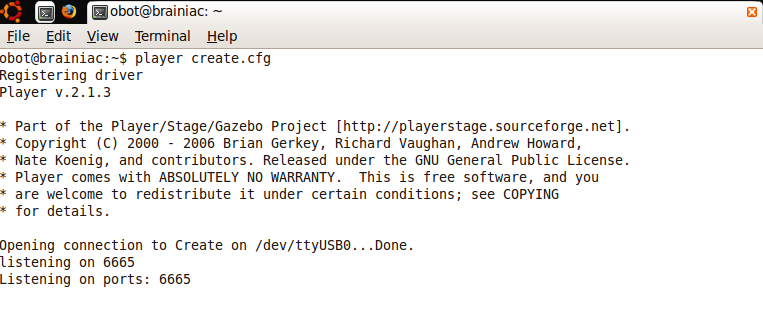 obot@brainiac: ~
File Edit View Terminal Help
obot@brainiac:~$ player create.cfg
Registering driver
Player v.2.1.3
* Part of the Player/Stage/Gazebo Project [http://playerstage.sourceforge.net].
* Copyright (C) 2000 - 2006 Brian Gerkey, Richard Vaughan, Andrew Howard,
* Nate Koenig, and contributors. Released under the GNU General Public License.
* Player comes with ABSOLUTELY NO WARRANTY.  This is free software, and you
* are welcome to redistribute it under certain conditions; see COPYING
* for details.
Opening connection to Create on /dev/ttyUSB0...Done.
listening on 6665
Listening on ports: 6665